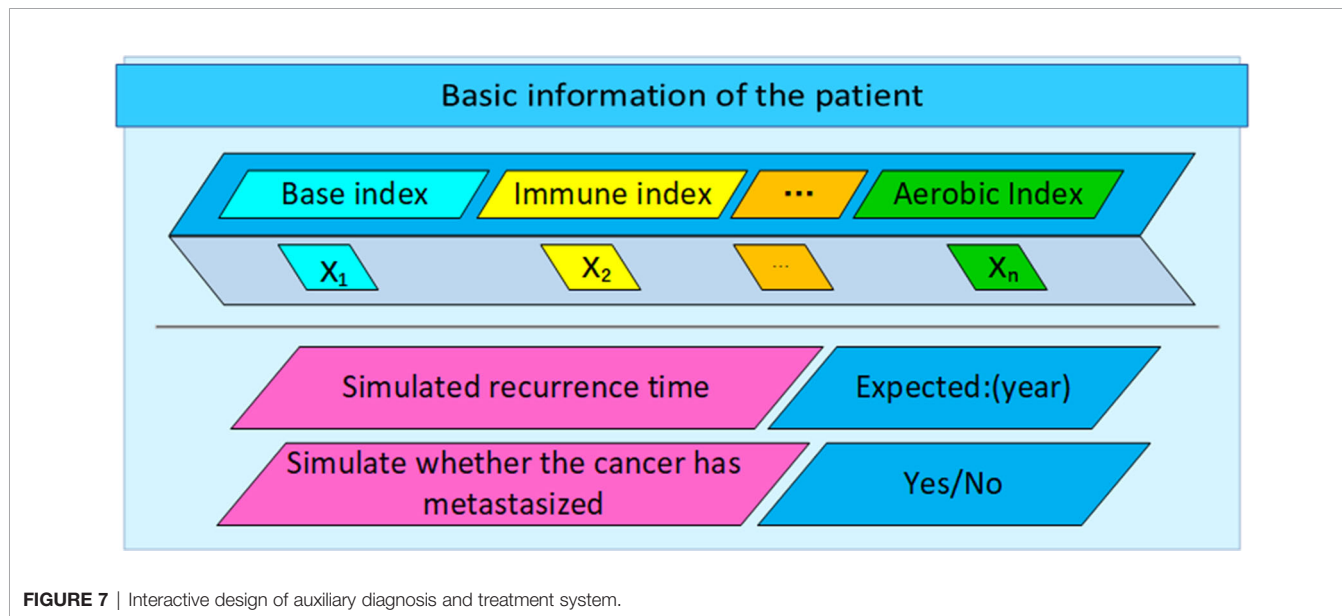 Basic information of the patient
Base index Immune index ... Aerobic Index
X₁ X₂ ... Xₙ
Simulated recurrence time Expected:(year)
Simulate whether the cancer has
metastasized
Yes/No
FIGURE 7 | Interactive design of auxiliary diagnosis and treatment system.